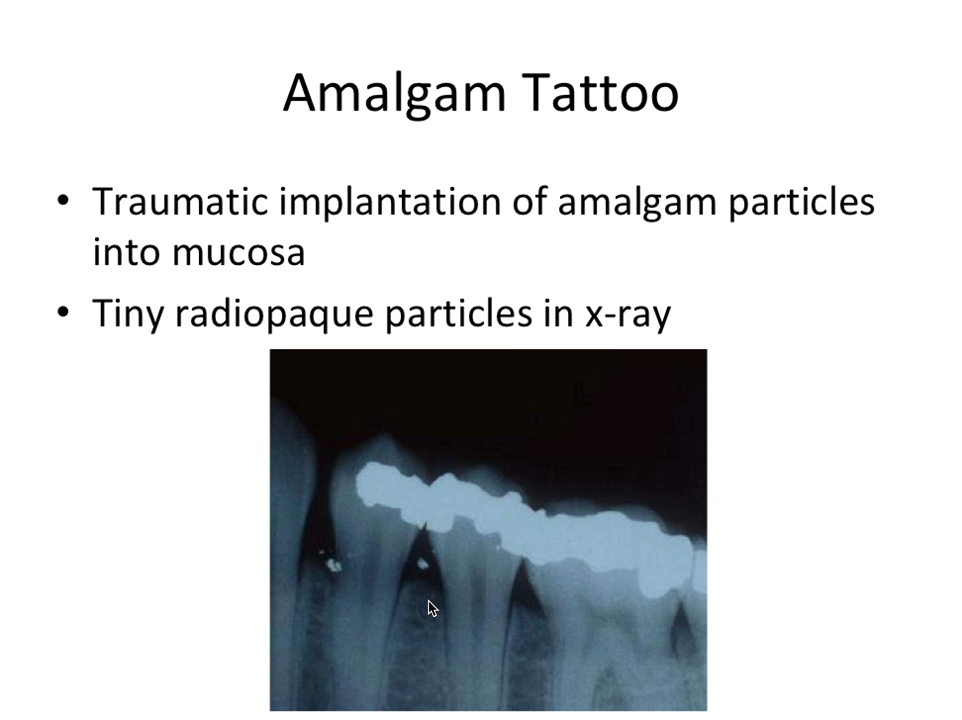 Amalgam Tattoo
• Traumatic implantation of amalgam particles
into mucosa
• Tiny radiopaque particles in x-ray